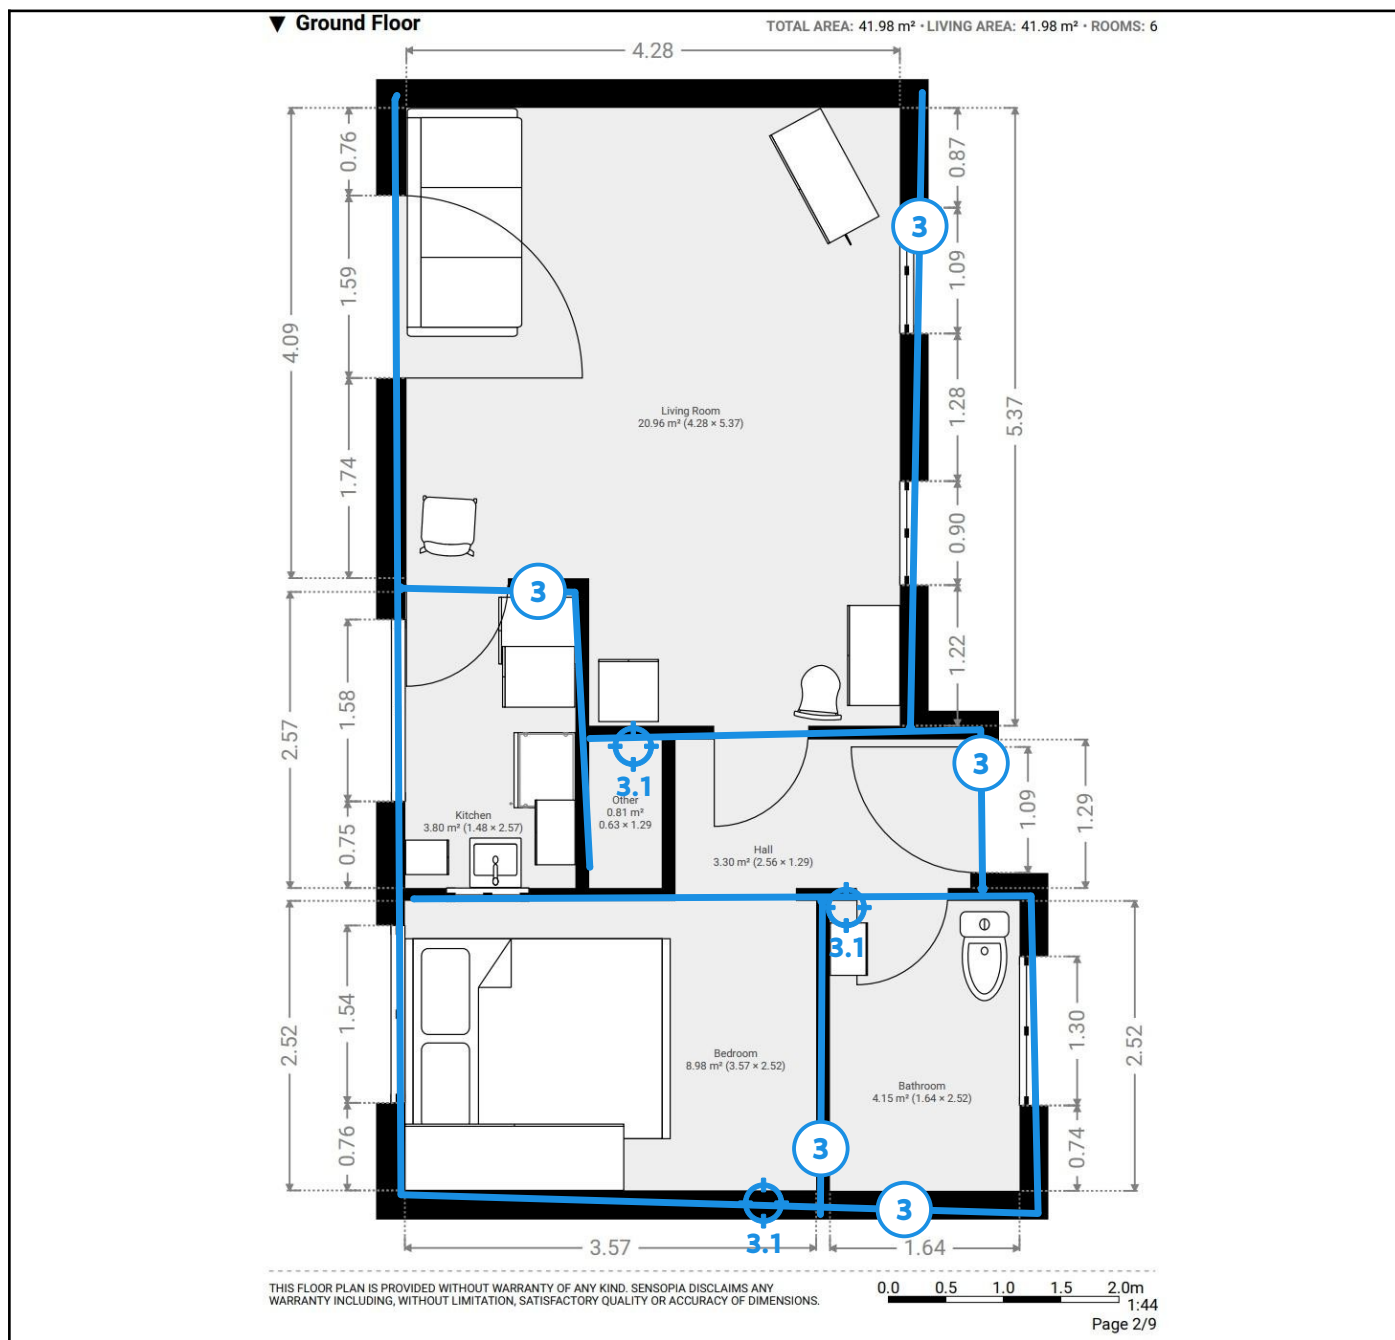 ▼ Ground Floor
TOTAL AREA: 41.98 m² · LIVING AREA: 41.98 m² · ROOMS: 6
4.28
0.76
0.87
3
1.59
1.09
4.09
1.28
5.37
Living Room
20.96 m² (4.28 × 5.37)
1.74
0.90
3
1.22
1.58
2.57
3
3.1
Other
0.81 m²
0.63 × 1.29
1.09
1.29
Kitchen
3.80 m² (1.48 × 2.57)
0.75
Hall
3.30 m² (2.56 × 1.29)
3.1
1.54
1.30
2.52
2.52
Bedroom
8.98 m² (3.57 × 2.52)
Bathroom
4.15 m² (1.64 × 2.52)
0.76
0.74
3
3
3.1
3.57
1.64
THIS FLOOR PLAN IS PROVIDED WITHOUT WARRANTY OF ANY KIND. SENSOPIA DISCLAIMS ANY
WARRANTY INCLUDING, WITHOUT LIMITATION, SATISFACTORY QUALITY OR ACCURACY OF DIMENSIONS.
0.0 0.5 1.0 1.5 2.0m
1:44
Page 2/9